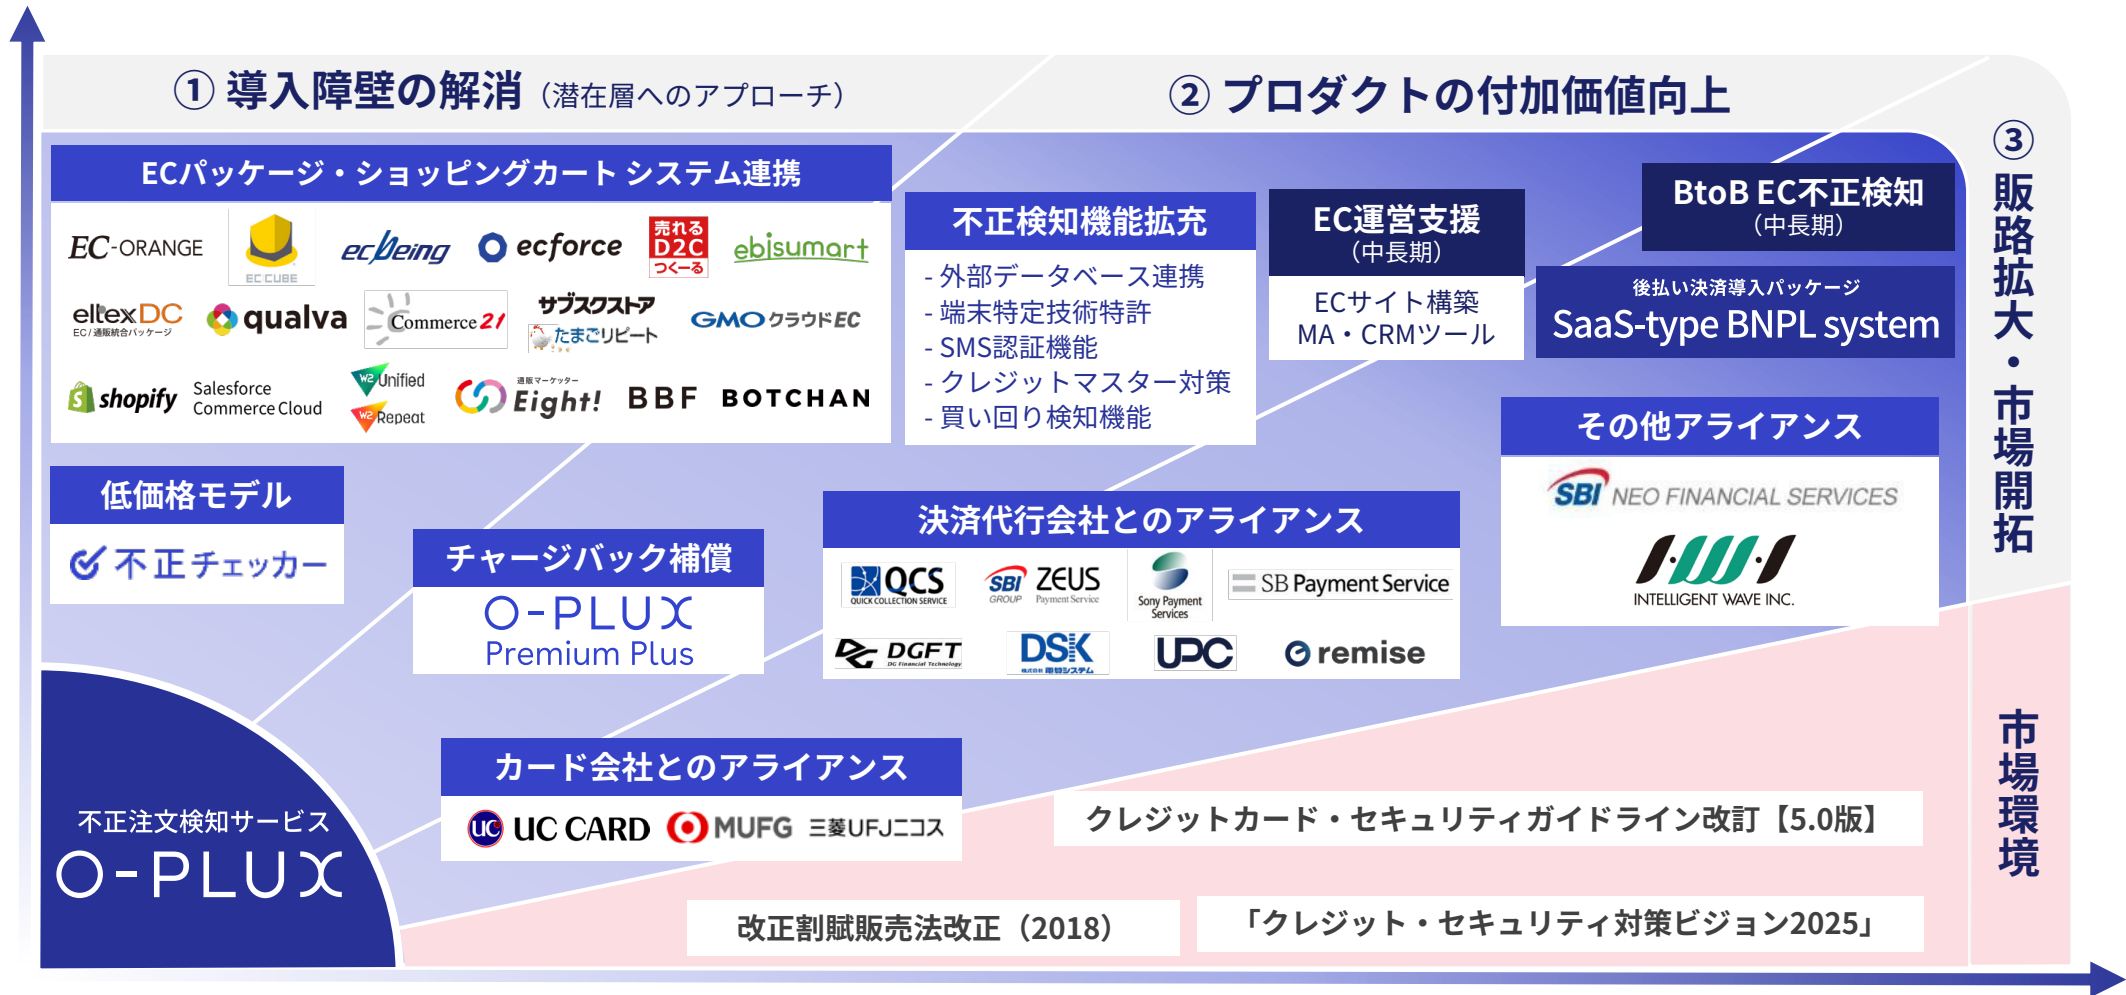 ① 導入障壁の解消（潜在層へのアプローチ）
② プロダクトの付加価値向上
③ 販路拡大・市場開拓
市場環境
ECパッケージ・ショッピングカート システム連携
EC-ORANGE
EC-CUBE
ecbeing
ecforce
売れる
D2C
つくーる
ebisumart
eltexDC
EC / 通販統合パッケージ
qualva
Commerce21
サブスクストア
たまごリピート
GMOクラウドEC
shopify
Salesforce
Commerce Cloud
W2 Unified
W2 Repeat
通販マーケッター
Eight!
BBF
BOTCHAN
低価格モデル
不正チェッカー
チャージバック補償
O-PLUX
Premium Plus
不正検知機能拡充
- 外部データベース連携
- 端末特定技術特許
- SMS認証機能
- クレジットマスター対策
- 買い回り検知機能
EC運営支援
（中長期）
ECサイト構築
MA・CRMツール
BtoB EC不正検知
（中長期）
後払い決済導入パッケージ
SaaS-type BNPL system
その他アライアンス
SBI NEO FINANCIAL SERVICES
INTELLIGENT WAVE INC.
決済代行会社とのアライアンス
QCS
QUICK COLLECTION SERVICE
SBI GROUP
ZEUS
Payment Service
Sony Payment
Services
SB Payment Service
DGFT
DG Financial Technology
DSK
株式会社 電算システム
UPC
remise
カード会社とのアライアンス
UC UC CARD
MUFG 三菱UFJニコス
不正注文検知サービス
O-PLUX
クレジットカード・セキュリティガイドライン改訂【5.0版】
改正割賦販売法改正（2018）
「クレジット・セキュリティ対策ビジョン2025」